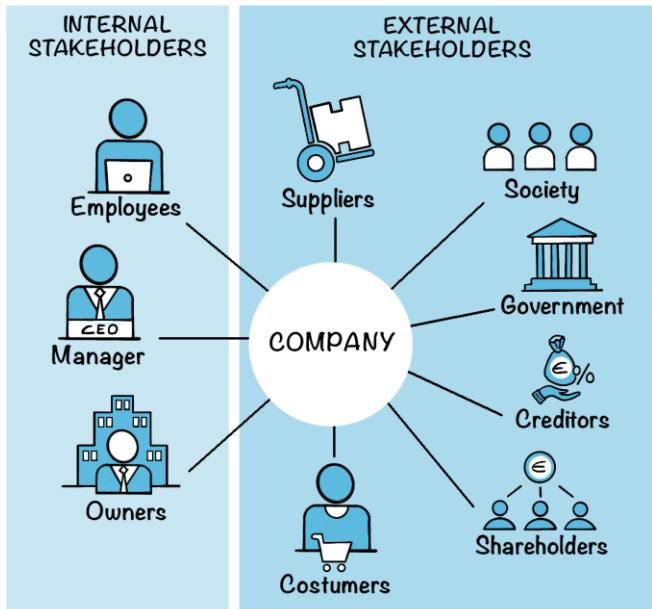 INTERNAL
STAKEHOLDERS
EXTERNAL
STAKEHOLDERS
Employees
Suppliers
Society
CEO
Manager
COMPANY
Government
€%
Creditors
Owners
€
Costumers
Shareholders